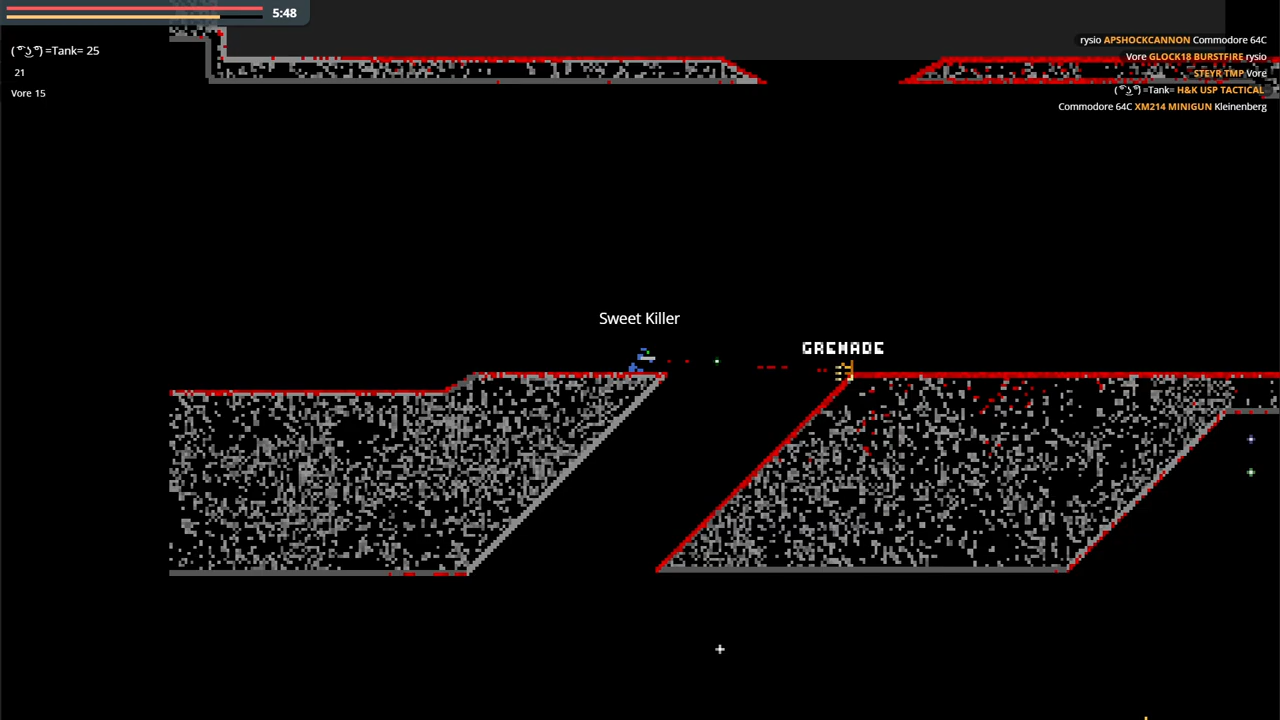 5:48
( ͡° ͜ʖ ͡°) =Tank= 25
21
Vore 15
rysio APSHOCKCANNON Commodore 64C
Vore GLOCK18 BURSTFIRE rysio
STEYR TMP Vore
( ͡° ͜ʖ ͡°) =Tank= H&K USP TACTICAL
Commodore 64C XM214 MINIGUN Kleinenberg
Sweet Killer
GRENADE